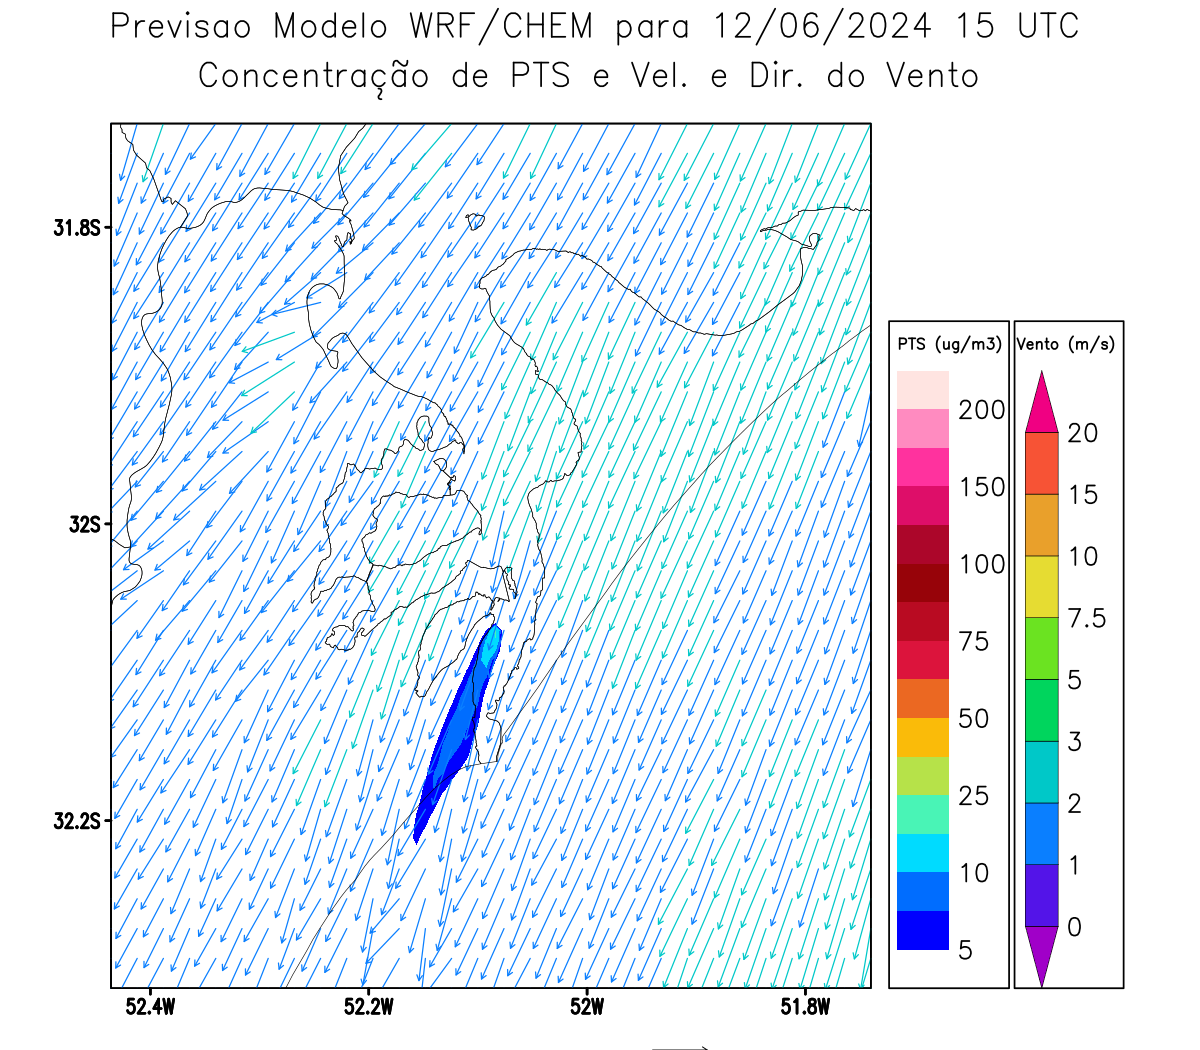 Previsao Modelo WRF/CHEM para 12/06/2024 15 UTC
Concentração de PTS e Vel. e Dir. do Vento
31.8S
32S
32.2S
52.4W
52.2W
52W
51.8W
PTS (ug/m3)
200
150
100
75
50
25
10
5
Vento (m/s)
20
15
10
7.5
5
3
2
1
0